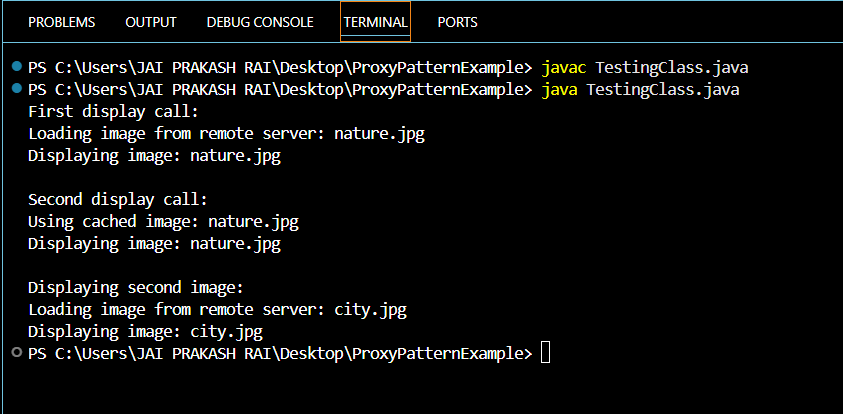 PROBLEMS OUTPUT DEBUG CONSOLE TERMINAL PORTS
PS C:\Users\JAI PRAKASH RAI\Desktop\ProxyPatternExample> javac TestingClass.java
PS C:\Users\JAI PRAKASH RAI\Desktop\ProxyPatternExample> java TestingClass.java
First display call:
Loading image from remote server: nature.jpg
Displaying image: nature.jpg

Second display call:
Using cached image: nature.jpg
Displaying image: nature.jpg

Displaying second image:
Loading image from remote server: city.jpg
Displaying image: city.jpg
PS C:\Users\JAI PRAKASH RAI\Desktop\ProxyPatternExample>